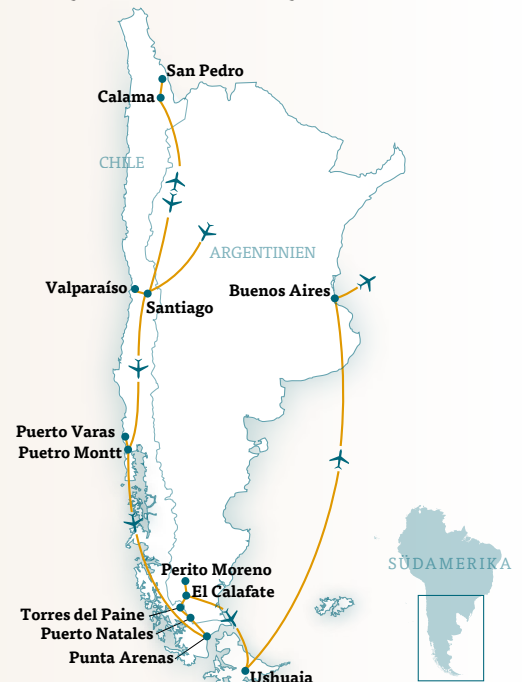 San Pedro
Calama
CHILE
ARGENTINIEN
Valparaíso
Buenos Aires
Santiago
Puerto Varas
Puetro Montt
SÜDAMERIKA
Perito Moreno
El Calafate
Torres del Paine
Puerto Natales
Punta Arenas
Ushuaia